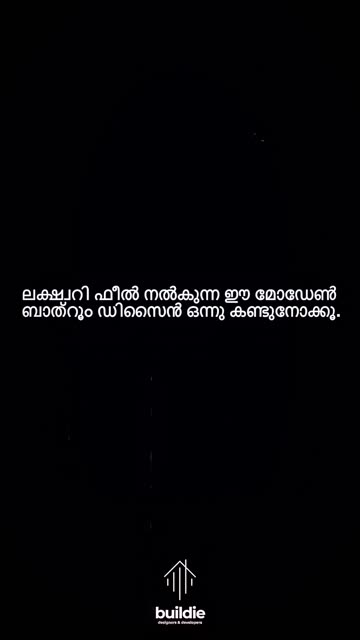 ലക്ഷ്വറി ഫീൽ നൽകുന്ന ഈ മോഡേൺ
ബാത്റൂം ഡിസൈൻ ഒന്നു കണ്ടുനോക്കൂ.
buildie
designers & developers